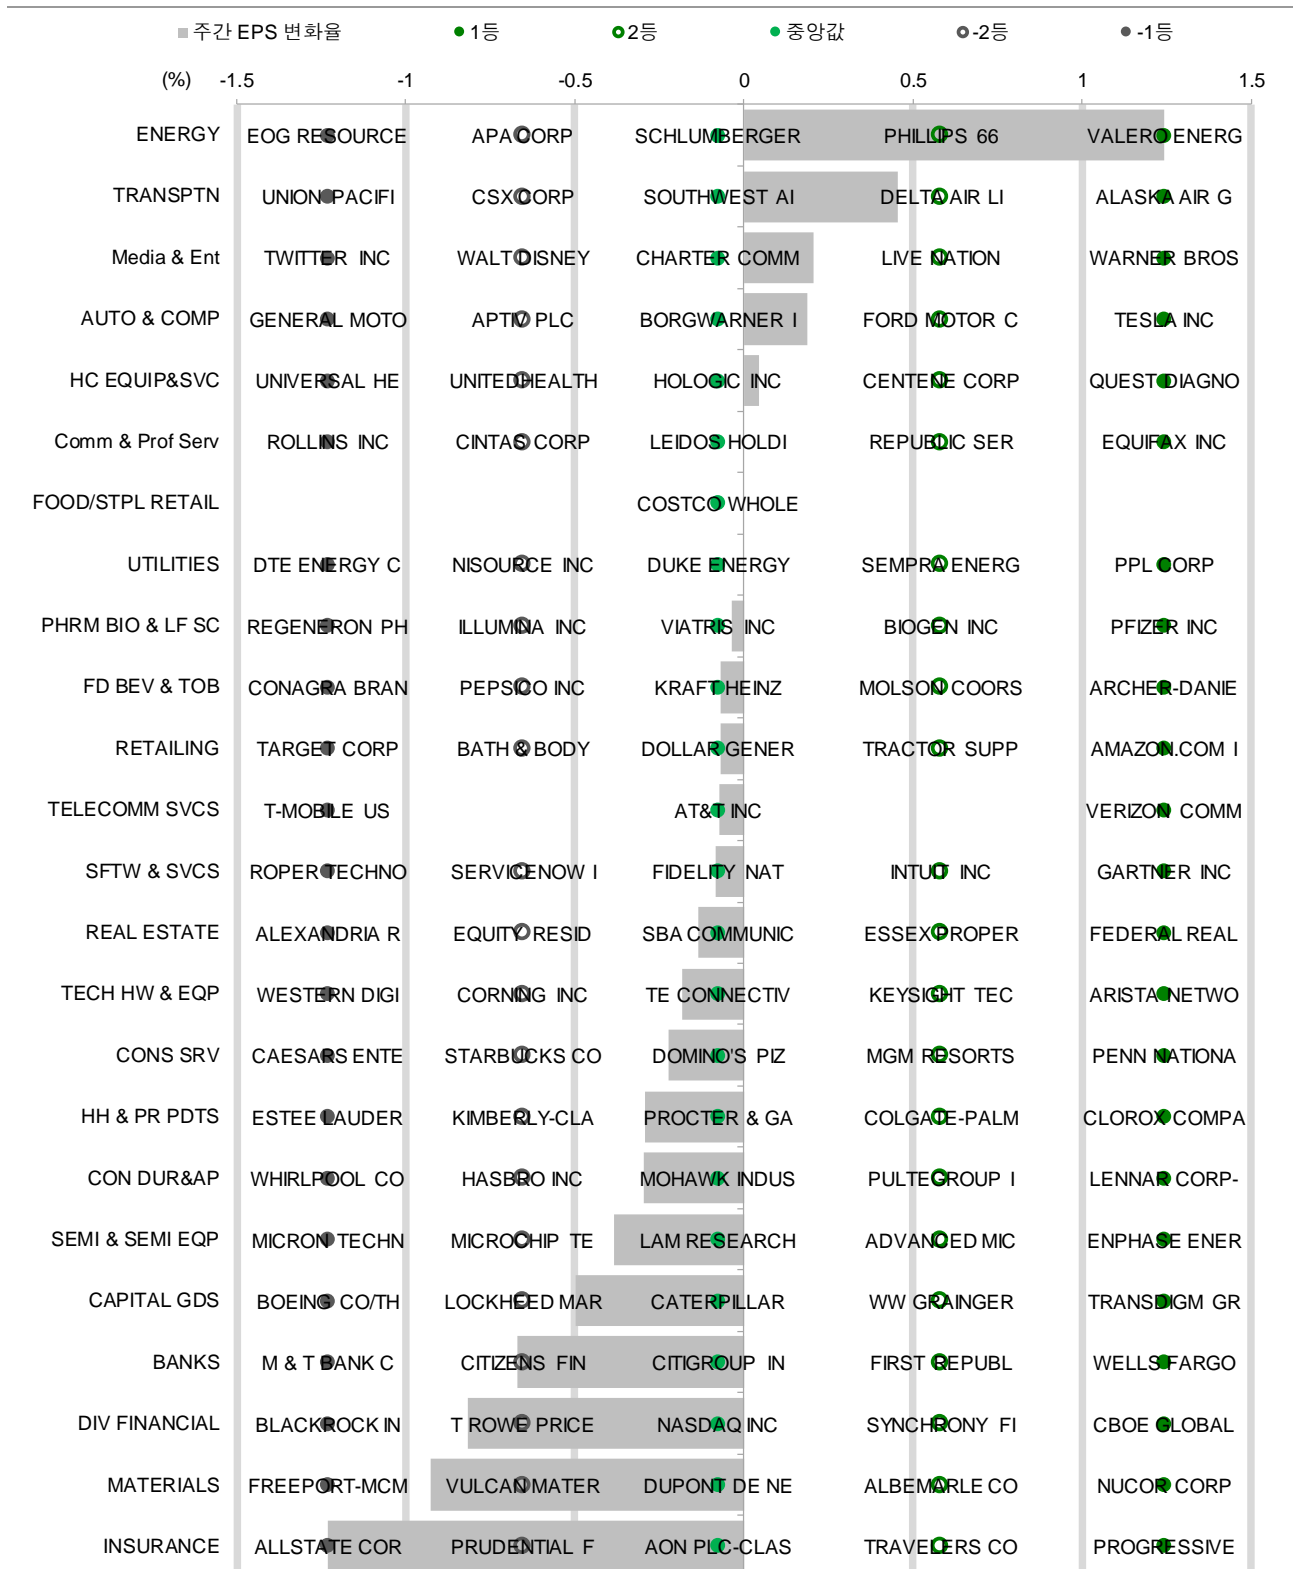 주간 EPS 변화율 1등 2등 중앙값 -2등 -1등
(%) -1.5 -1 -0.5 0 0.5 1 1.5
ENERGY EOG RESOURCE APA CORP SCHLUMBERGER PHILLIPS 66 VALERO ENERG
TRANSPTN UNION PACIFI CSX CORP SOUTHWEST AI DELTA AIR LI ALASKA AIR G
Media & Ent TWITTER INC WALT DISNEY CHARTER COMM LIVE NATION WARNER BROS
AUTO & COMP GENERAL MOTO APTIV PLC BORGWARNER I FORD MOTOR C TESLA INC
HC EQUIP&SVC UNIVERSAL HE UNITEDHEALTH HOLOGIC INC CENTENE CORP QUEST DIAGNO
Comm & Prof Serv ROLLINS INC CINTAS CORP LEIDOS HOLDI REPUBLIC SER EQUIFAX INC
FOOD/STPL RETAIL COSTCO WHOLE
UTILITIES DTE ENERGY C NISOURCE INC DUKE ENERGY SEMPRA ENERG PPL CORP
PHRM BIO & LF SC REGENERON PH ILLUMINA INC VIATRIS INC BIOGEN INC PFIZER INC
FD BEV & TOB CONAGRA BRAN PEPSICO INC KRAFT HEINZ MOLSON COORS ARCHER-DANIE
RETAILING TARGET CORP BATH & BODY DOLLAR GENER TRACTOR SUPP AMAZON.COM I
TELECOMM SVCS T-MOBILE US AT&T INC VERIZON COMM
SFTW & SVCS ROPER TECHNO SERVICENOW I FIDELITY NAT INTUIT INC GARTNER INC
REAL ESTATE ALEXANDRIA R EQUITY RESID SBA COMMUNIC ESSEX PROPER FEDERAL REAL
TECH HW & EQP WESTERN DIGI CORNING INC TE CONNECTIV KEYSIGHT TEC ARISTA NETWO
CONS SRV CAESARS ENTE STARBUCKS CO DOMINO'S PIZ MGM RESORTS PENN NATIONA
HH & PR PDTS ESTEE LAUDER KIMBERLY-CLA PROCTER & GA COLGATE-PALM CLOROX COMPA
CON DUR&AP WHIRLPOOL CO HASBRO INC MOHAWK INDUS PULTEGROUP I LENNAR CORP-
SEMI & SEMI EQP MICRON TECHN MICROCHIP TE LAM RESEARCH ADVANCED MIC ENPHASE ENER
CAPITAL GDS BOEING CO/TH LOCKHEED MAR CATERPILLAR WW GRAINGER TRANSDIGM GR
BANKS M & T BANK C CITIZENS FIN CITIGROUP IN FIRST REPUBL WELLS FARGO
DIV FINANCIAL BLACKROCK IN T ROWE PRICE NASDAQ INC SYNCHRONY FI CBOE GLOBAL
MATERIALS FREEPORT-MCM VULCAN MATER DUPONT DE NE ALBEMARLE CO NUCOR CORP
INSURANCE ALLSTATE COR PRUDENTIAL F AON PLC-CLAS TRAVELERS CO PROGRESSIVE